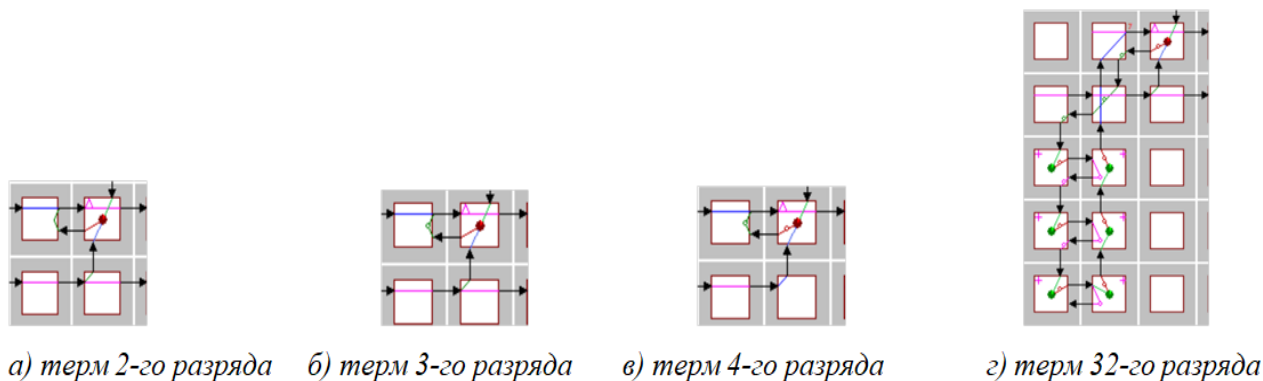 а) терм 2-го разряда
б) терм 3-го разряда
в) терм 4-го разряда
г) терм 32-го разряда